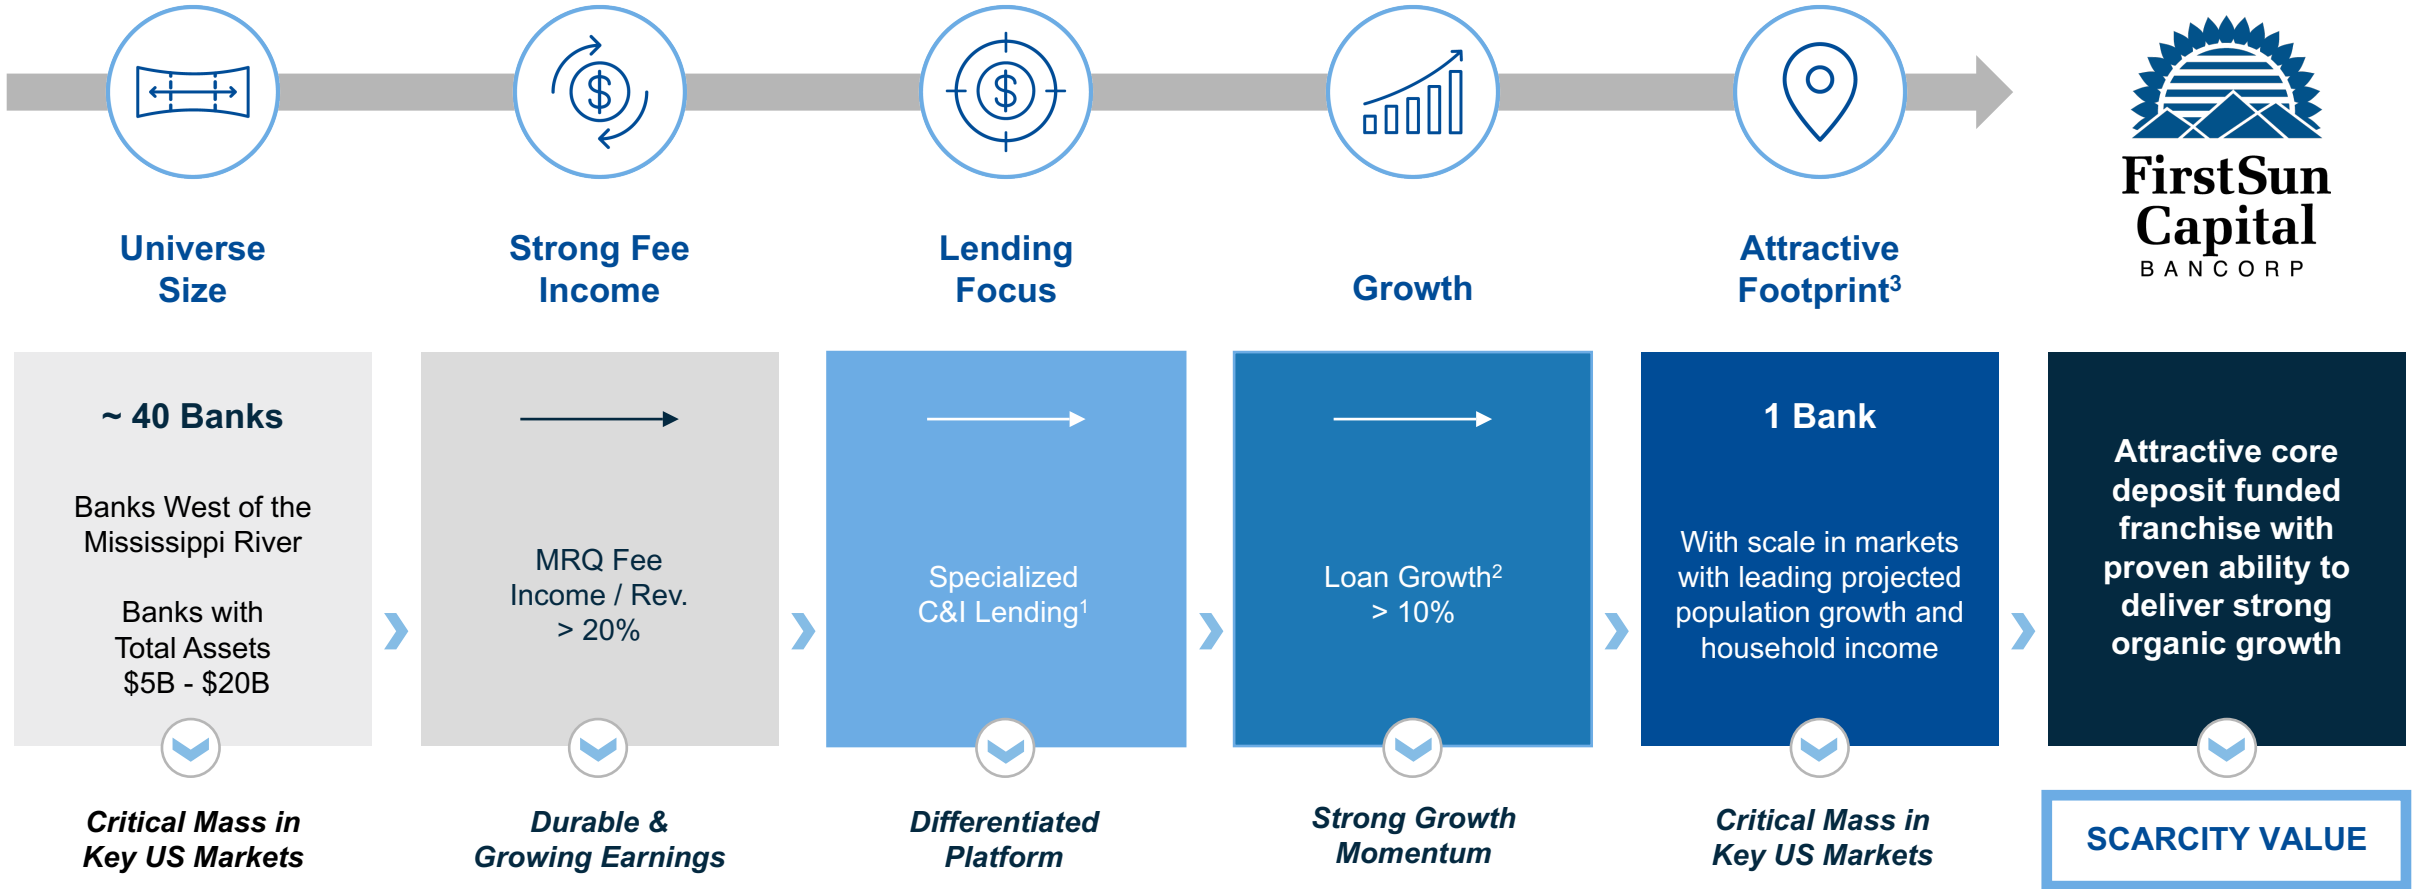 FirstSun
Capital
BANCORP
Universe
Size
Strong Fee
Income
Lending
Focus
Growth
Attractive
Footprint³
~ 40 Banks
Banks West of the
Mississippi River
Banks with
Total Assets
$5B - $20B
MRQ Fee
Income / Rev.
> 20%
Specialized
C&I Lending¹
Loan Growth²
> 10%
1 Bank
With scale in markets
with leading projected
population growth and
household income
Attractive core
deposit funded
franchise with
proven ability to
deliver strong
organic growth
Critical Mass in
Key US Markets
Durable &
Growing Earnings
Differentiated
Platform
Strong Growth
Momentum
Critical Mass in
Key US Markets
SCARCITY VALUE